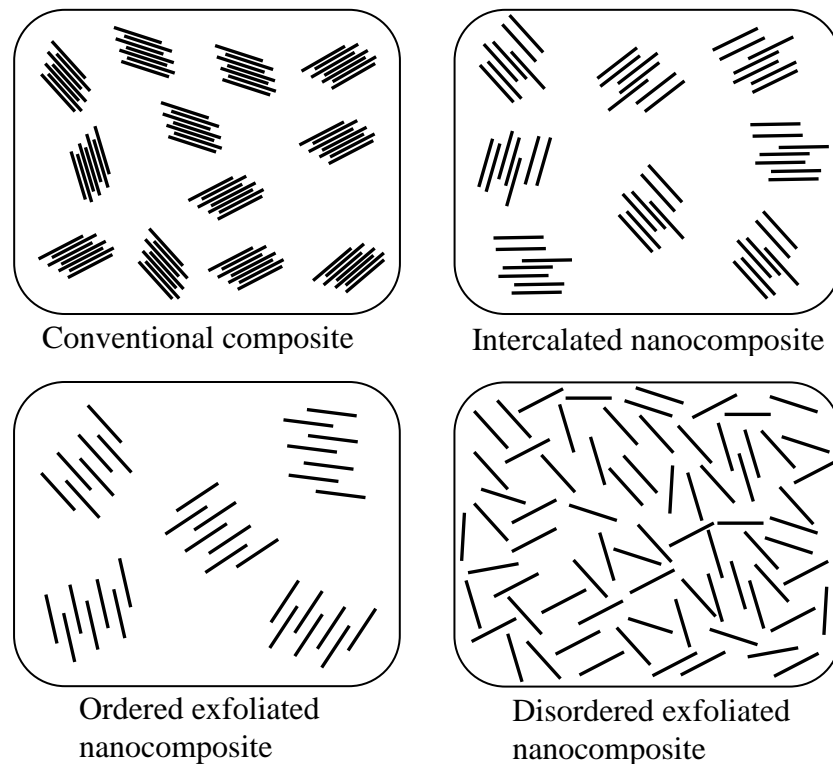 Conventional composite
Intercalated nanocomposite
Ordered exfoliated
nanocomposite
Disordered exfoliated
nanocomposite